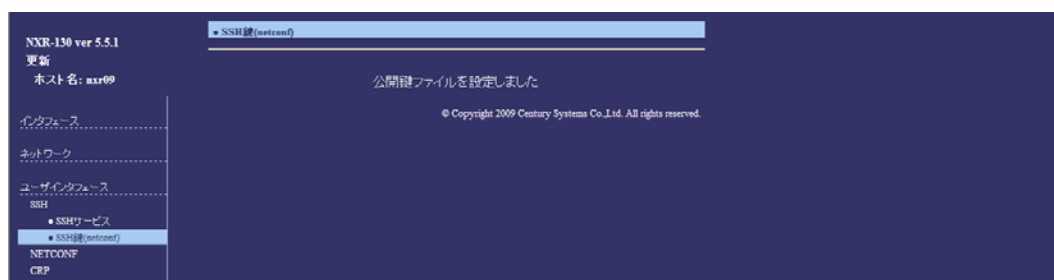 NXR-130 ver 5.5.1
更新
ホスト名: nxr09
インタフェース
ネットワーク
ユーザインタフェース
SSH
● SSHサービス
● SSH鍵(netconf)
NETCONF
CRP
● SSH鍵(netconf)
公開鍵ファイルを設定しました
© Copyright 2009 Century Systems Co.,Ltd. All rights reserved.